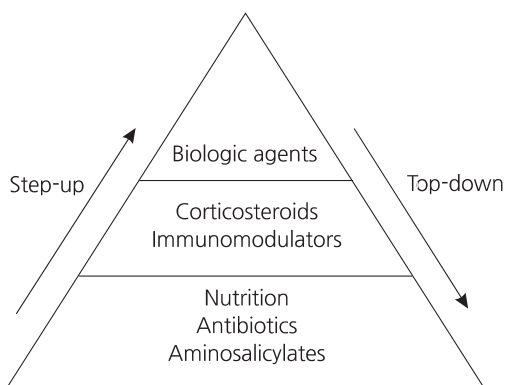 Biologic agents
Step-up
Top-down
Corticosteroids
Immunomodulators
Nutrition
Antibiotics
Aminosalicylates